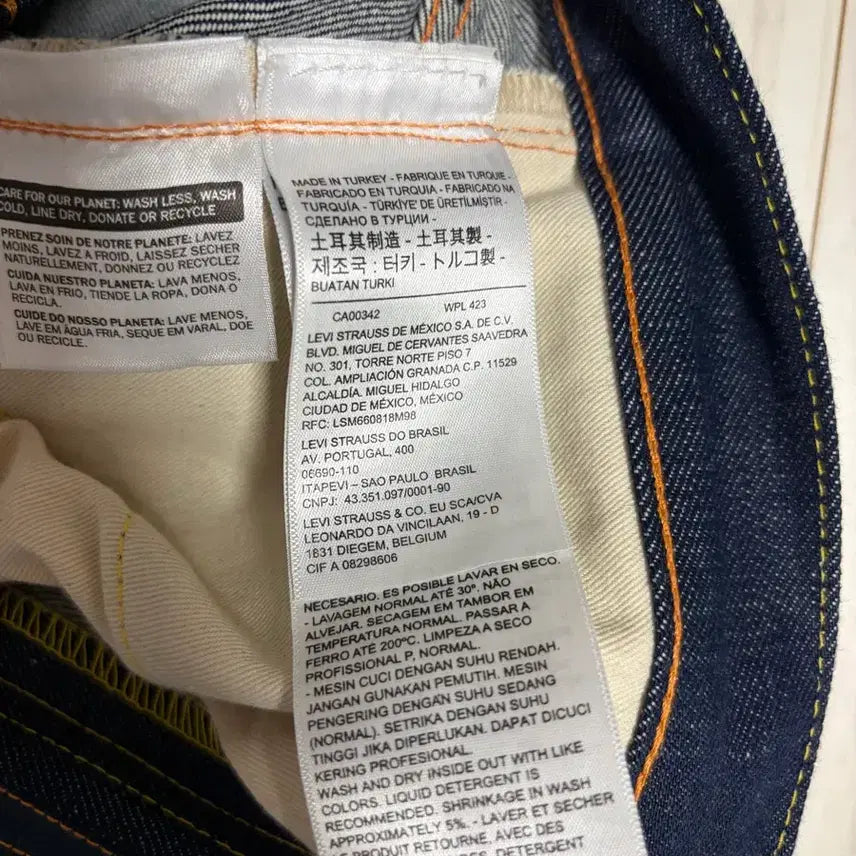 CARE FOR OUR PLANET: WASH LESS, WASH
COLD, LINE DRY, DONATE OR RECYCLE
PRENEZ SOIN DE NOTRE PLANETE: LAVEZ
MOINS, LAVEZ A FROID, LAISSEZ SECHER
NATURELLEMENT, DONNEZ OU RECYCLEZ
CUIDA NUESTRO PLANETA: LAVA MENOS,
LAVA EN FRIO, TIENDE LA ROPA, DONA O
RECICLA.
CUIDE DO NOSSO PLANETA: LAVE MENOS,
LAVE EM ÁGUA FRIA, SEQUE EM VARAL, DOE
OU RECICLE.
MADE IN TURKEY - FABRIQUE EN TURQUIE -
FABRICADO EN TURQUIA - FABRICADO NA
TURQUIA - TÜRKİYE' DE ÜRETİLMİŞTİR -
СДЕЛАНО В ТУРЦИИ -
土耳其制造 - 土耳其製 -
제조국 : 터키 - トルコ製 -
BUATAN TURKI
CA00342 WPL 423
LEVI STRAUSS DE MÉXICO S.A. DE C.V.
BLVD. MIGUEL DE CERVANTES SAAVEDRA
NO. 301, TORRE NORTE PISO 7
COL. AMPLIACIÓN GRANADA C.P. 11529
ALCALDÍA. MIGUEL HIDALGO
CIUDAD DE MÉXICO, MÉXICO
RFC: LSM660818M98
LEVI STRAUSS DO BRASIL
AV. PORTUGAL, 400
06690-110
ITAPEVI – SAO PAULO BRASIL
CNPJ: 43.351.097/0001-90
LEVI STRAUSS & CO. EU SCA/CVA
LEONARDO DA VINCILAAN, 19 - D
1831 DIEGEM, BELGIUM
CIF A 08298606
NECESARIO. ES POSIBLE LAVAR EN SECO.
- LAVAGEM NORMAL ATÉ 30º. NÃO
ALVEJAR. SECAGEM EM TAMBOR EM
TEMPERATURA NORMAL. PASSAR A
FERRO ATÉ 200ºC. LIMPEZA A SECO
PROFISSIONAL P, NORMAL.
- MESIN CUCI DENGAN SUHU RENDAH.
JANGAN GUNAKAN PEMUTIH. MESIN
PENGERING DENGAN SUHU SEDANG
(NORMAL). SETRIKA DENGAN SUHU
TINGGI JIKA DIPERLUKAN. DAPAT DICUCI
KERING PROFESIONAL.
WASH AND DRY INSIDE OUT WITH LIKE
COLORS. LIQUID DETERGENT IS
RECOMMENDED. SHRINKAGE IN WASH
APPROXIMATELY 5%. - LAVER ET SECHER
LE PRODUIT RETOURNE, AVEC DES
DETERGENT